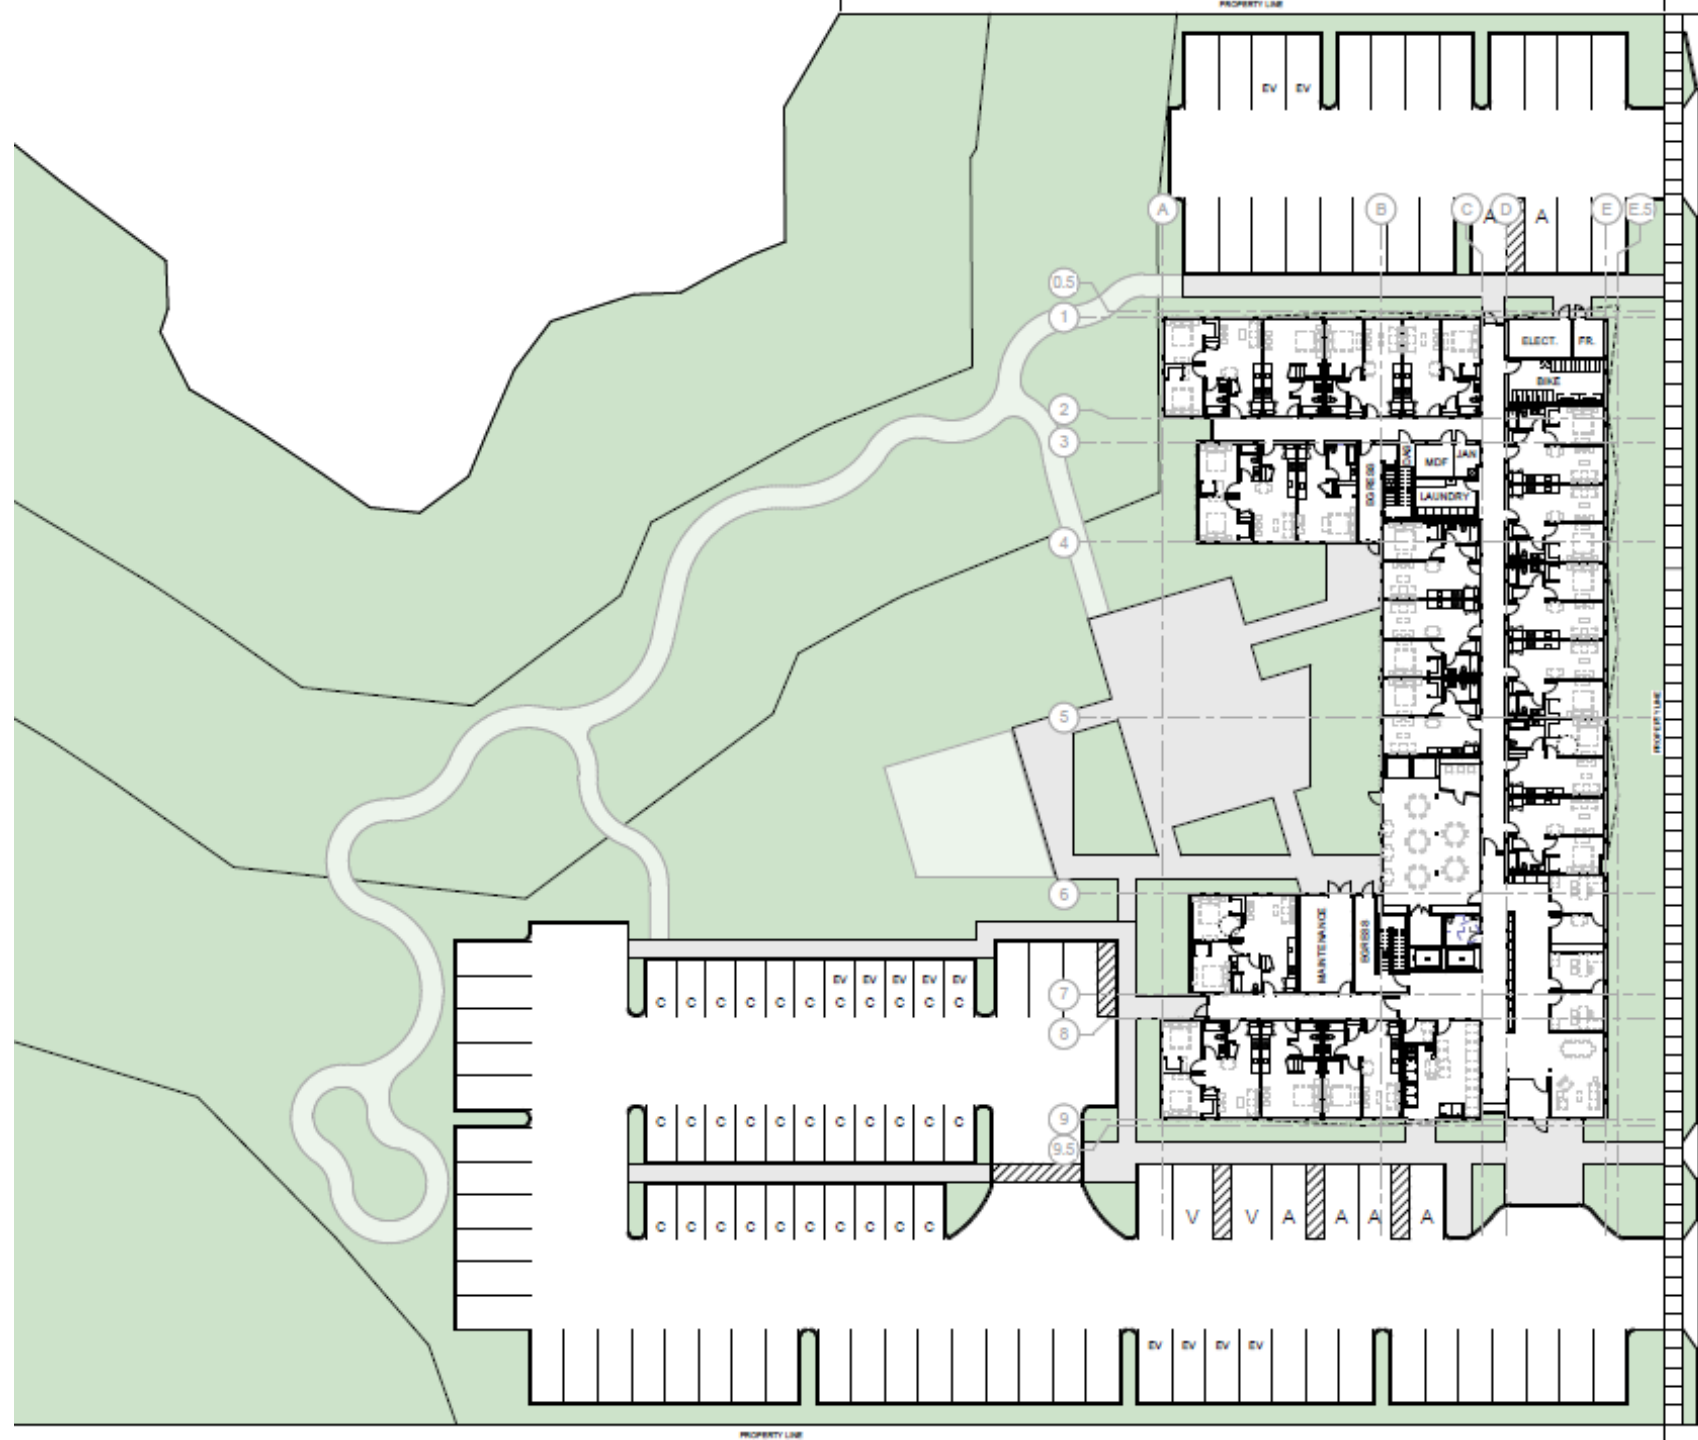 PROPERTY LINE
EV EV
A B C A D A E E.5
0.5
1
ELECT. FR.
BIKE
2
3
EGRESS DAS MDF JAN
LAUNDRY
4
5
PROPERTY LINE
6
MAINTENANCE EGRESS
EV EV EV EV EV
C C C C C C C C C C C
7
8
C C C C C C C C C C C
9
9.5
C C C C C C C C C C
V V A A A A
EV EV EV EV
PROPERTY LINE